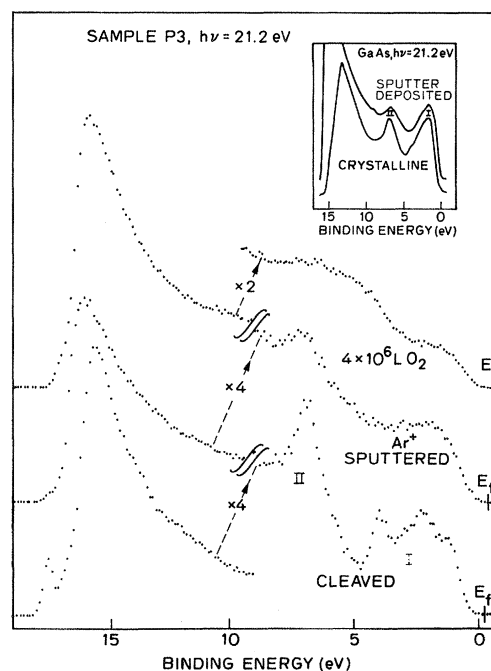 SAMPLE P3, hν = 21.2 eV
GaAs, hν = 21.2 eV
SPUTTER
DEPOSITED
II I
CRYSTALLINE
15 10 5 0
BINDING ENERGY (eV)
×2
4 × 10⁶ L O₂
E
×4
Ar⁺
SPUTTERED
E_f
×4
II
CLEAVED
I
E_f
15 10 5 0
BINDING ENERGY (eV)